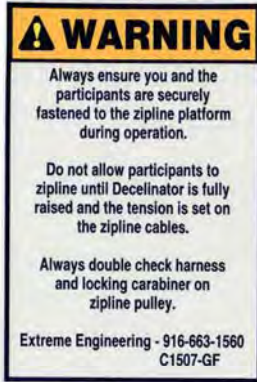 WARNING
Always ensure you and the
participants are securely
fastened to the zipline platform
during operation.
Do not allow participants to
zipline until Decelinator is fully
raised and the tension is set on
the zipline cables.
Always double check harness
and locking carabiner on
zipline pulley.
Extreme Engineering - 916-663-1560
C1507-GF